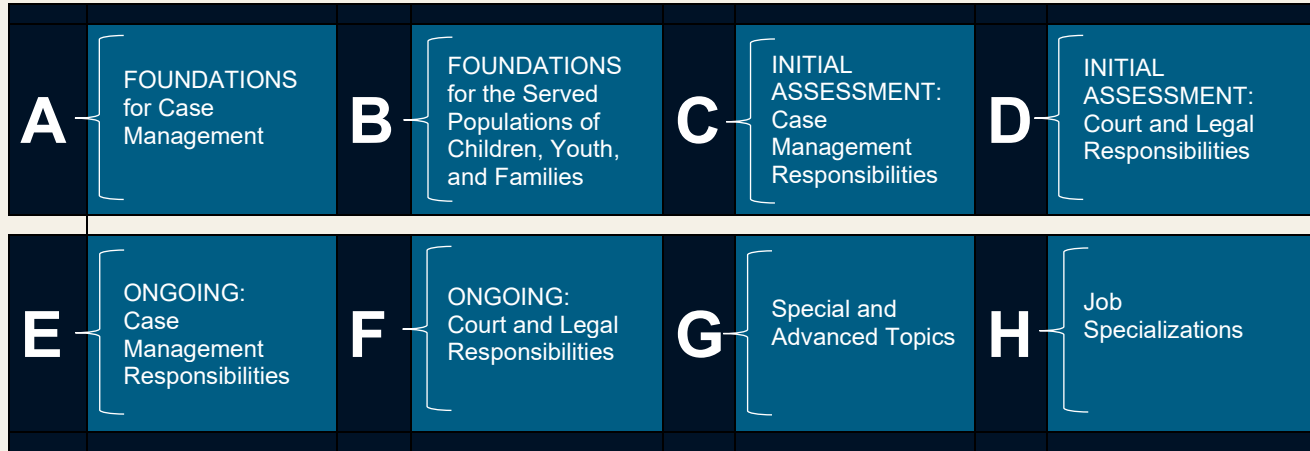 A
FOUNDATIONS
for Case
Management
B
FOUNDATIONS
for the Served
Populations of
Children, Youth,
and Families
C
INITIAL
ASSESSMENT:
Case
Management
Responsibilities
D
INITIAL
ASSESSMENT:
Court and Legal
Responsibilities
E
ONGOING:
Case
Management
Responsibilities
F
ONGOING:
Court and Legal
Responsibilities
G
Special and
Advanced Topics
H
Job
Specializations